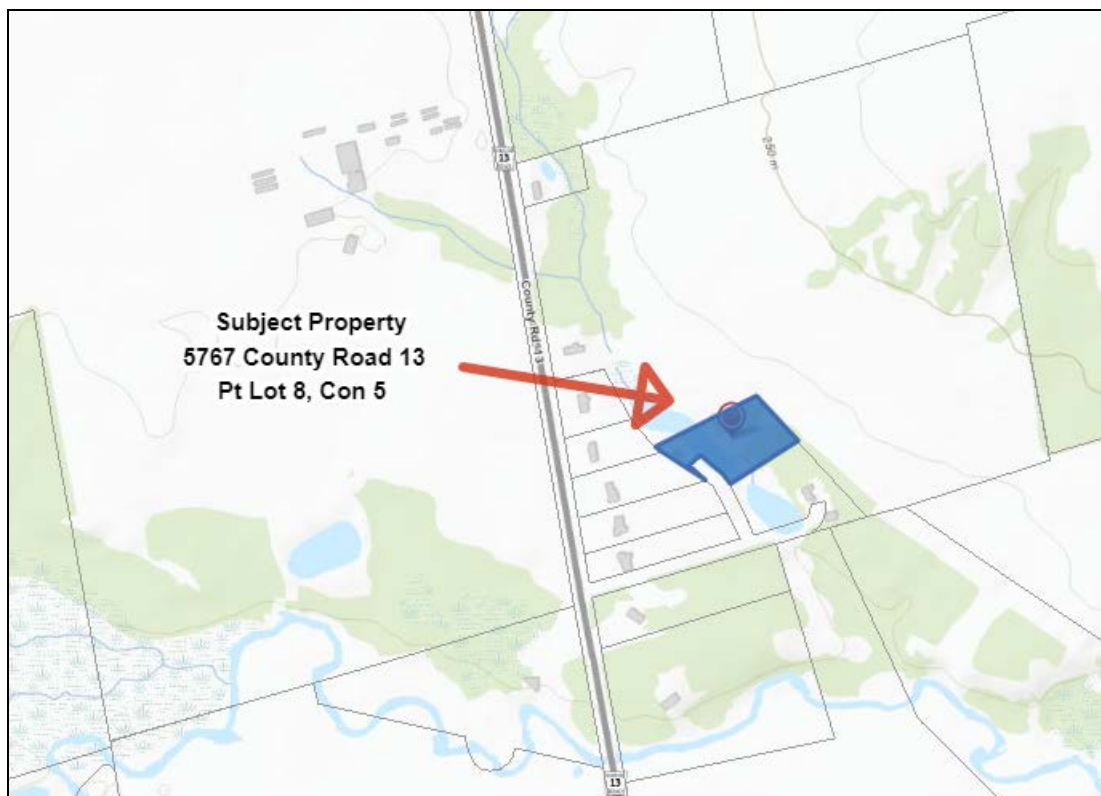 13
250 m
County Rd 13
Subject Property
5767 County Road 13
Pt Lot 8, Con 5
13